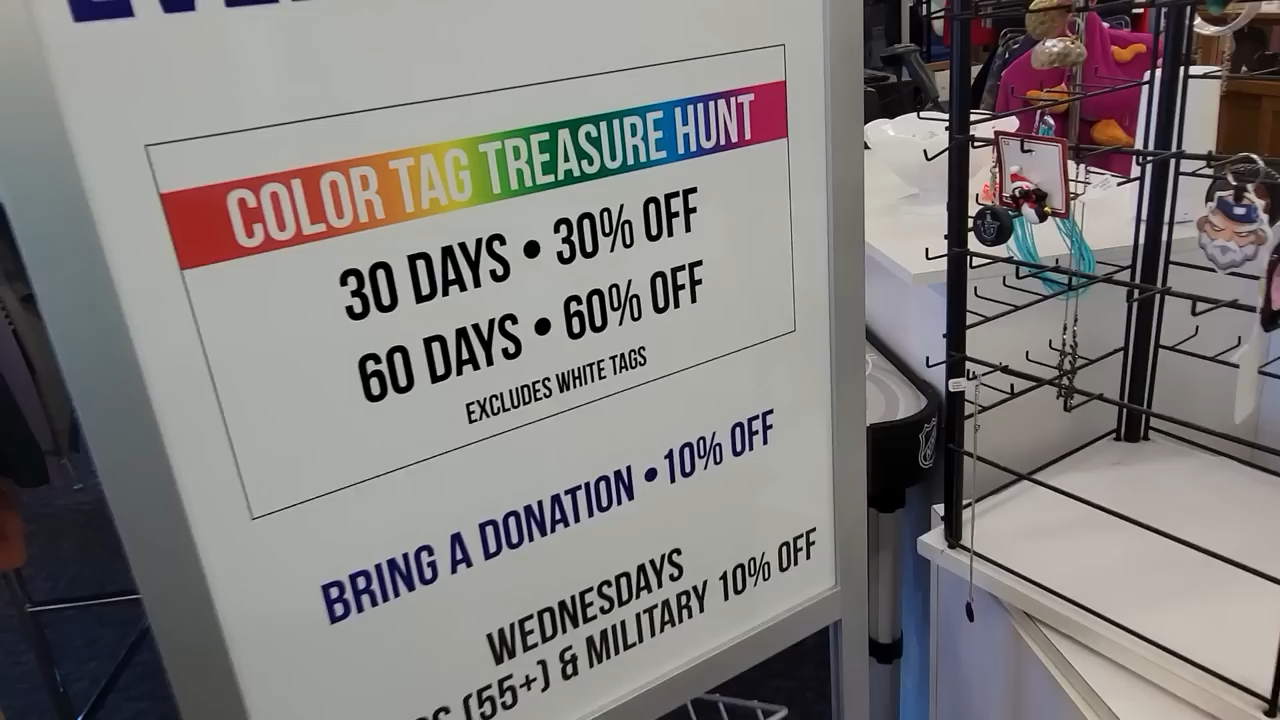 COLOR TAG TREASURE HUNT
30 DAYS • 30% OFF
60 DAYS • 60% OFF
EXCLUDES WHITE TAGS
BRING A DONATION • 10% OFF
WEDNESDAYS
(55+) & MILITARY 10% OFF